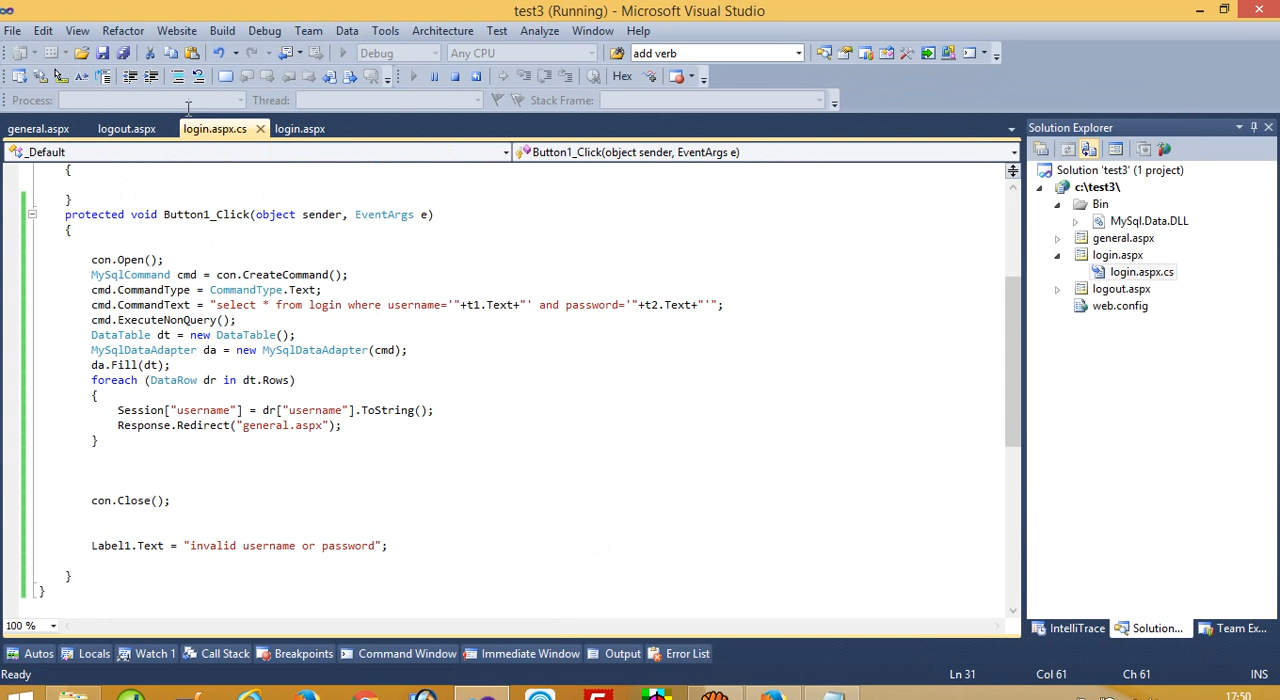 test3 (Running) - Microsoft Visual Studio
File Edit View Refactor Website Build Debug Team Data Tools Architecture Test Analyze Window Help
Debug Any CPU add verb
Hex
Process: Thread: Stack Frame:
general.aspx logout.aspx login.aspx.cs login.aspx
_Default Button1_Click(object sender, EventArgs e)
{
}
protected void Button1_Click(object sender, EventArgs e)
{
con.Open();
MySqlCommand cmd = con.CreateCommand();
cmd.CommandType = CommandType.Text;
cmd.CommandText = "select * from login where username='"+t1.Text+"' and password='"+t2.Text+"'";
cmd.ExecuteNonQuery();
DataTable dt = new DataTable();
MySqlDataAdapter da = new MySqlDataAdapter(cmd);
da.Fill(dt);
foreach (DataRow dr in dt.Rows)
{
Session["username"] = dr["username"].ToString();
Response.Redirect("general.aspx");
}
con.Close();
Label1.Text = "invalid username or password";
}
}
100 %
Solution Explorer
Solution 'test3' (1 project)
c:\test3\
Bin
MySql.Data.DLL
general.aspx
login.aspx
login.aspx.cs
logout.aspx
web.config
IntelliTrace Solution... Team Ex...
Autos Locals Watch 1 Call Stack Breakpoints Command Window Immediate Window Output Error List
Ready Ln 31 Col 61 Ch 61 INS
17:50